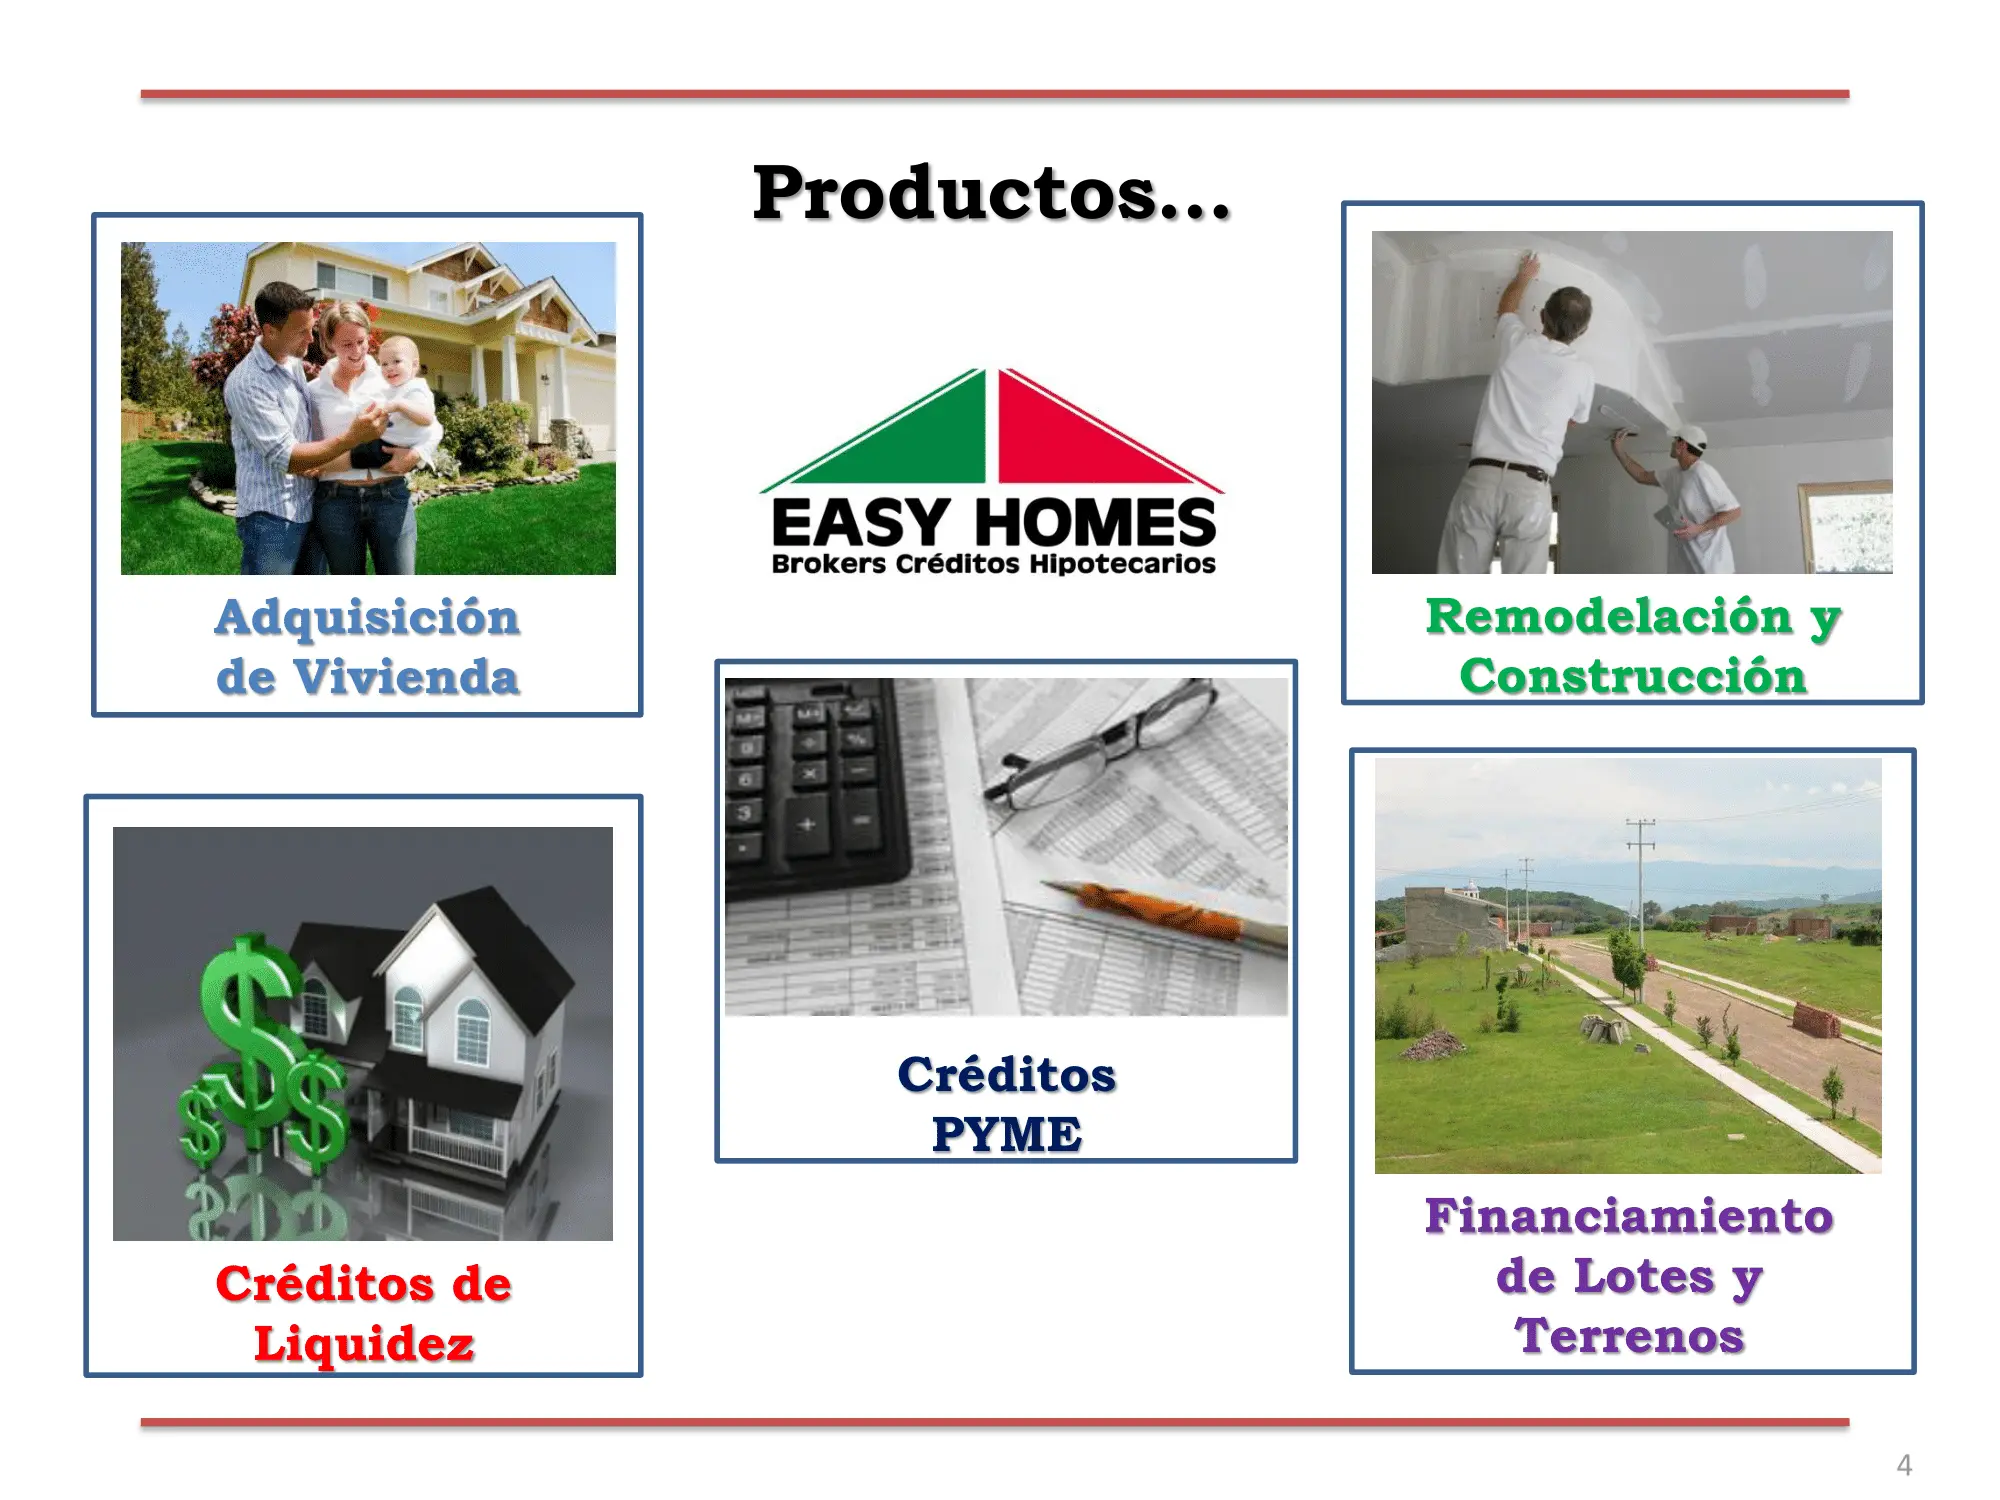 Productos...
EASY HOMES
Brokers Créditos Hipotecarios
Adquisición
de Vivienda
Remodelación y
Construcción
Créditos
PYME
Créditos de
Liquidez
Financiamiento
de Lotes y
Terrenos
4